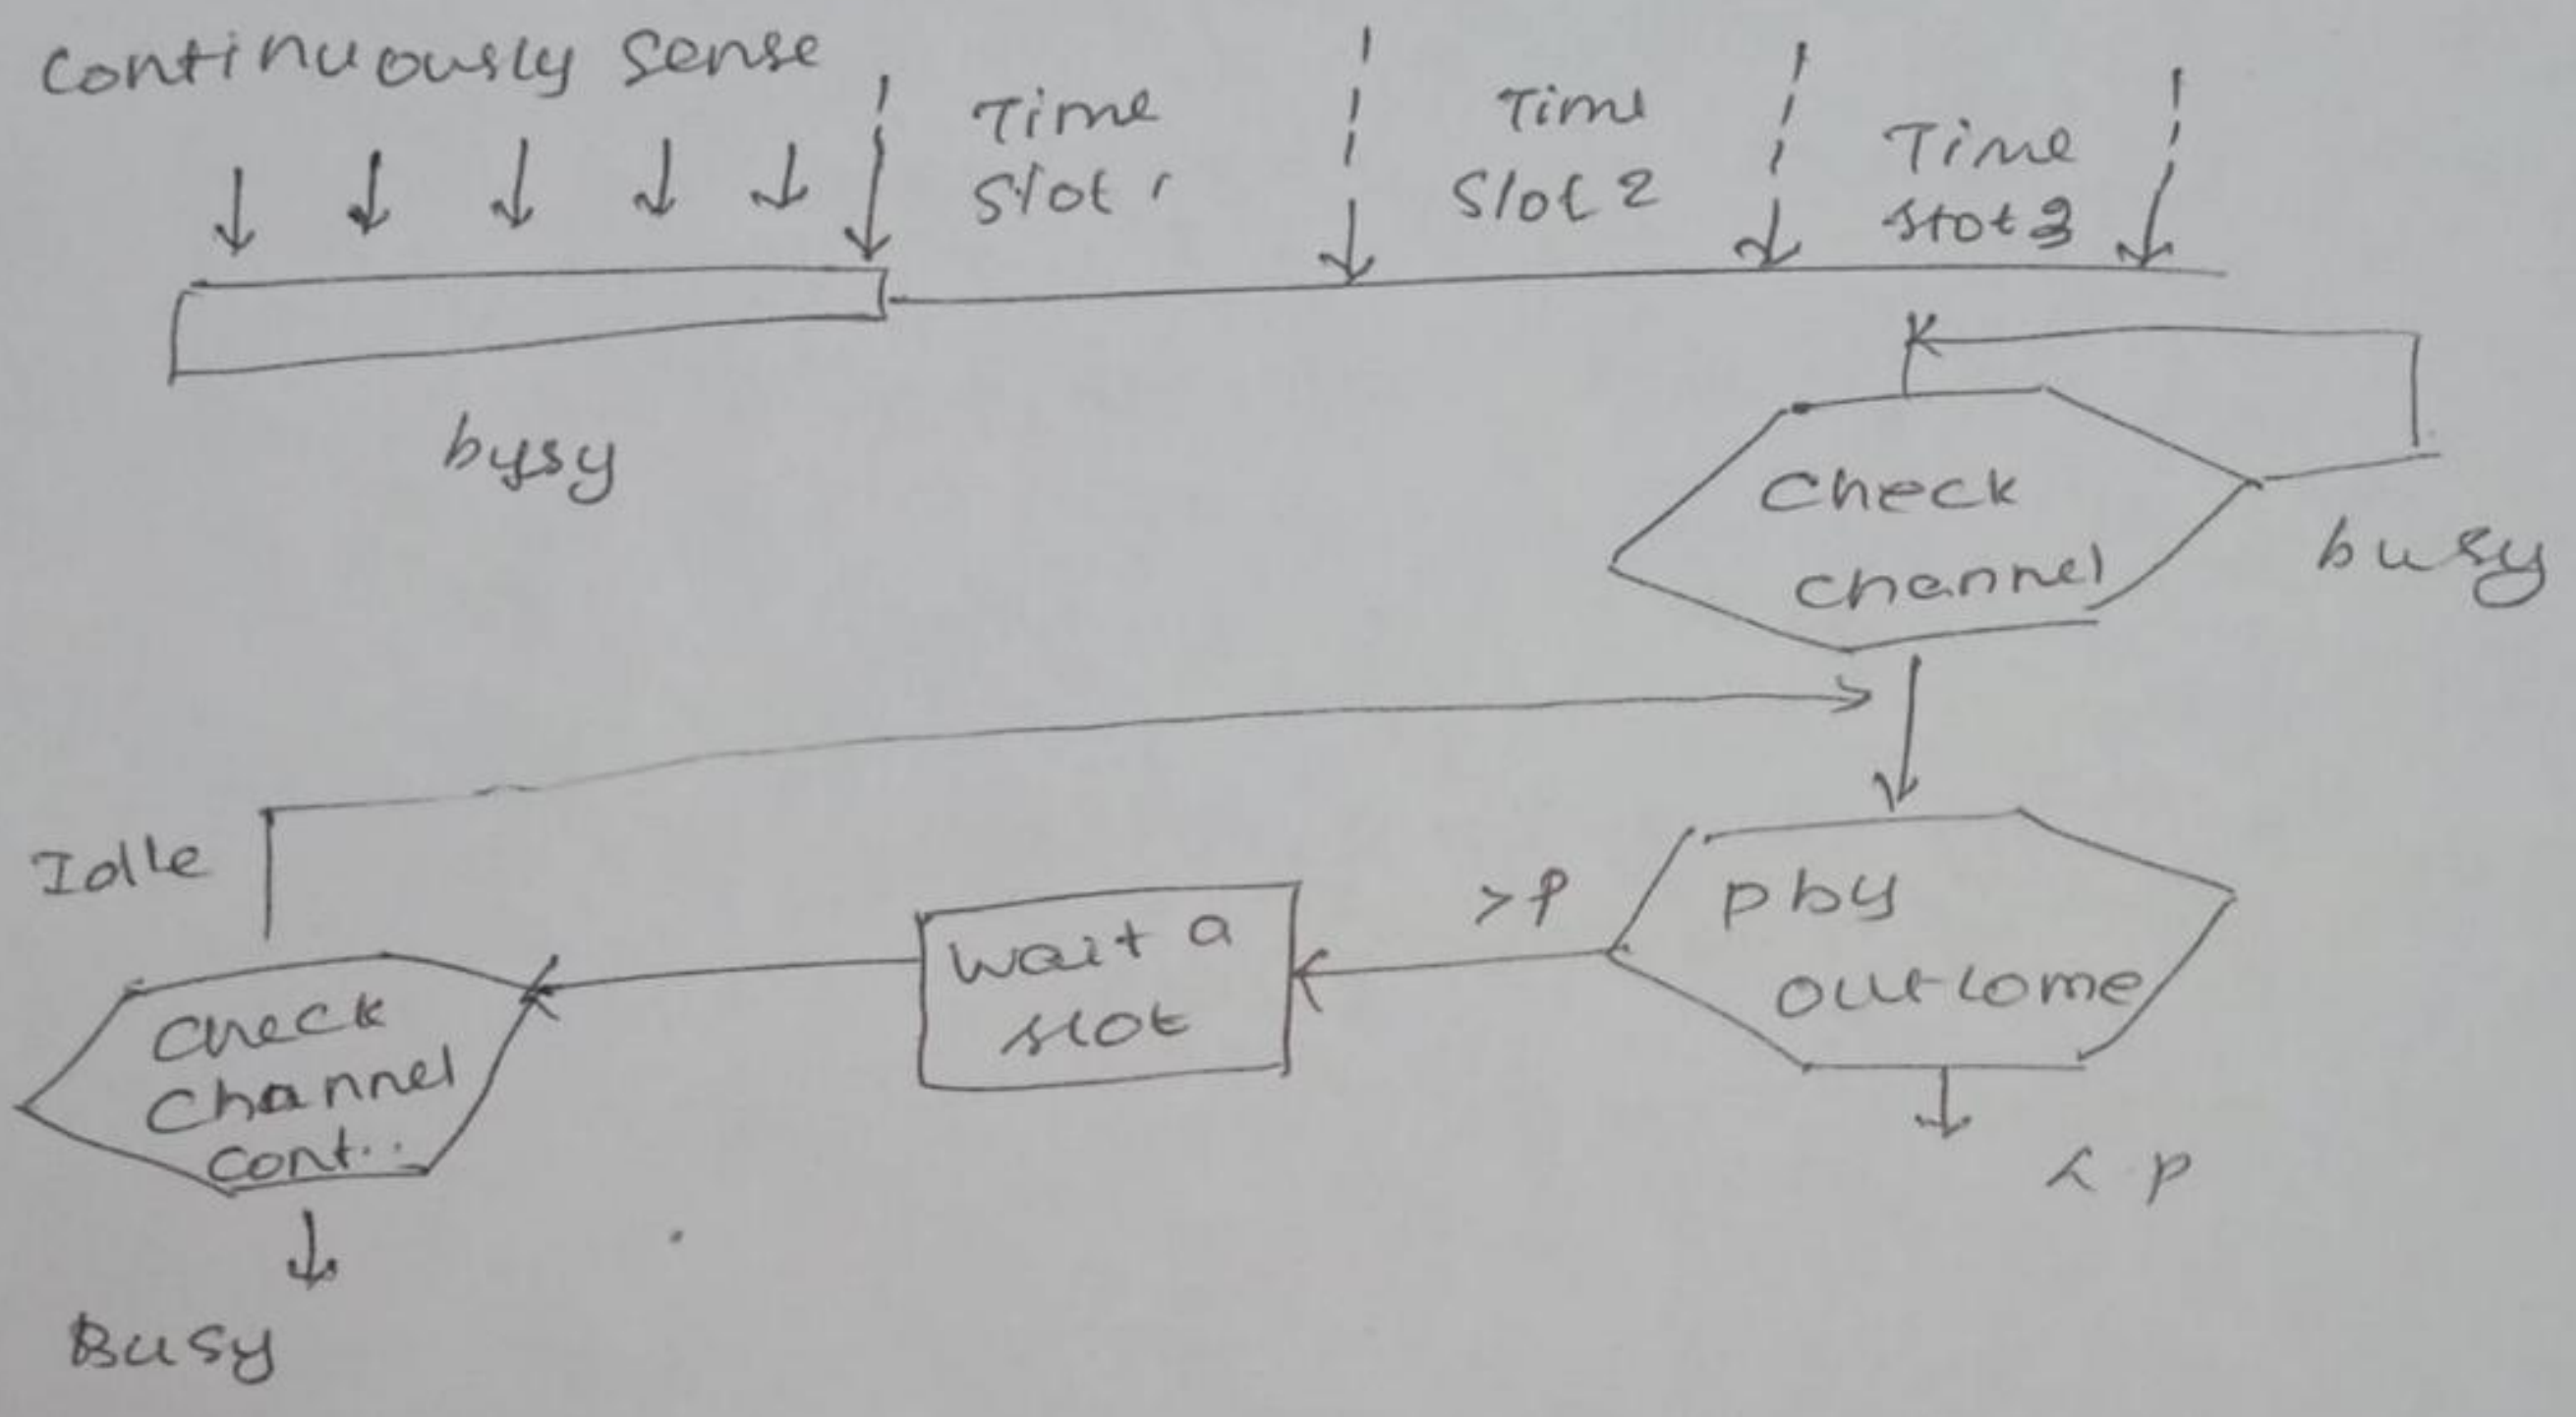 Continuously Sense
Time
Slot 1
Time
Slot 2
Time
slot 3
busy
Check
channel
busy
Idle
>p
pby
outcome
wait a
slot
Check
Channel
cont..
< p
Busy